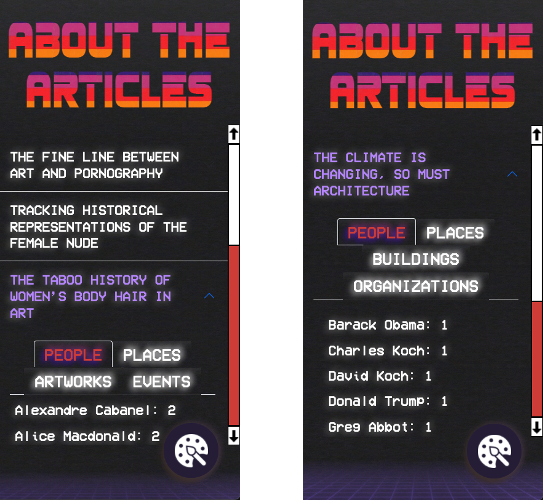 ABOUT THE
ARTICLES
THE FINE LINE BETWEEN
ART AND PORNOGRAPHY
TRACKING HISTORICAL
REPRESENTATIONS OF THE
FEMALE NUDE
THE TABOO HISTORY OF
WOMEN'S BODY HAIR IN
ART
PEOPLE PLACES
ARTWORKS EVENTS
Alexandre Cabanel: 2
Alice Macdonald: 2
ABOUT THE
ARTICLES
THE CLIMATE IS
CHANGING, SO MUST
ARCHITECTURE
PEOPLE PLACES
BUILDINGS
ORGANIZATIONS
Barack Obama: 1
Charles Koch: 1
David Koch: 1
Donald Trump: 1
Greg Abbot: 1